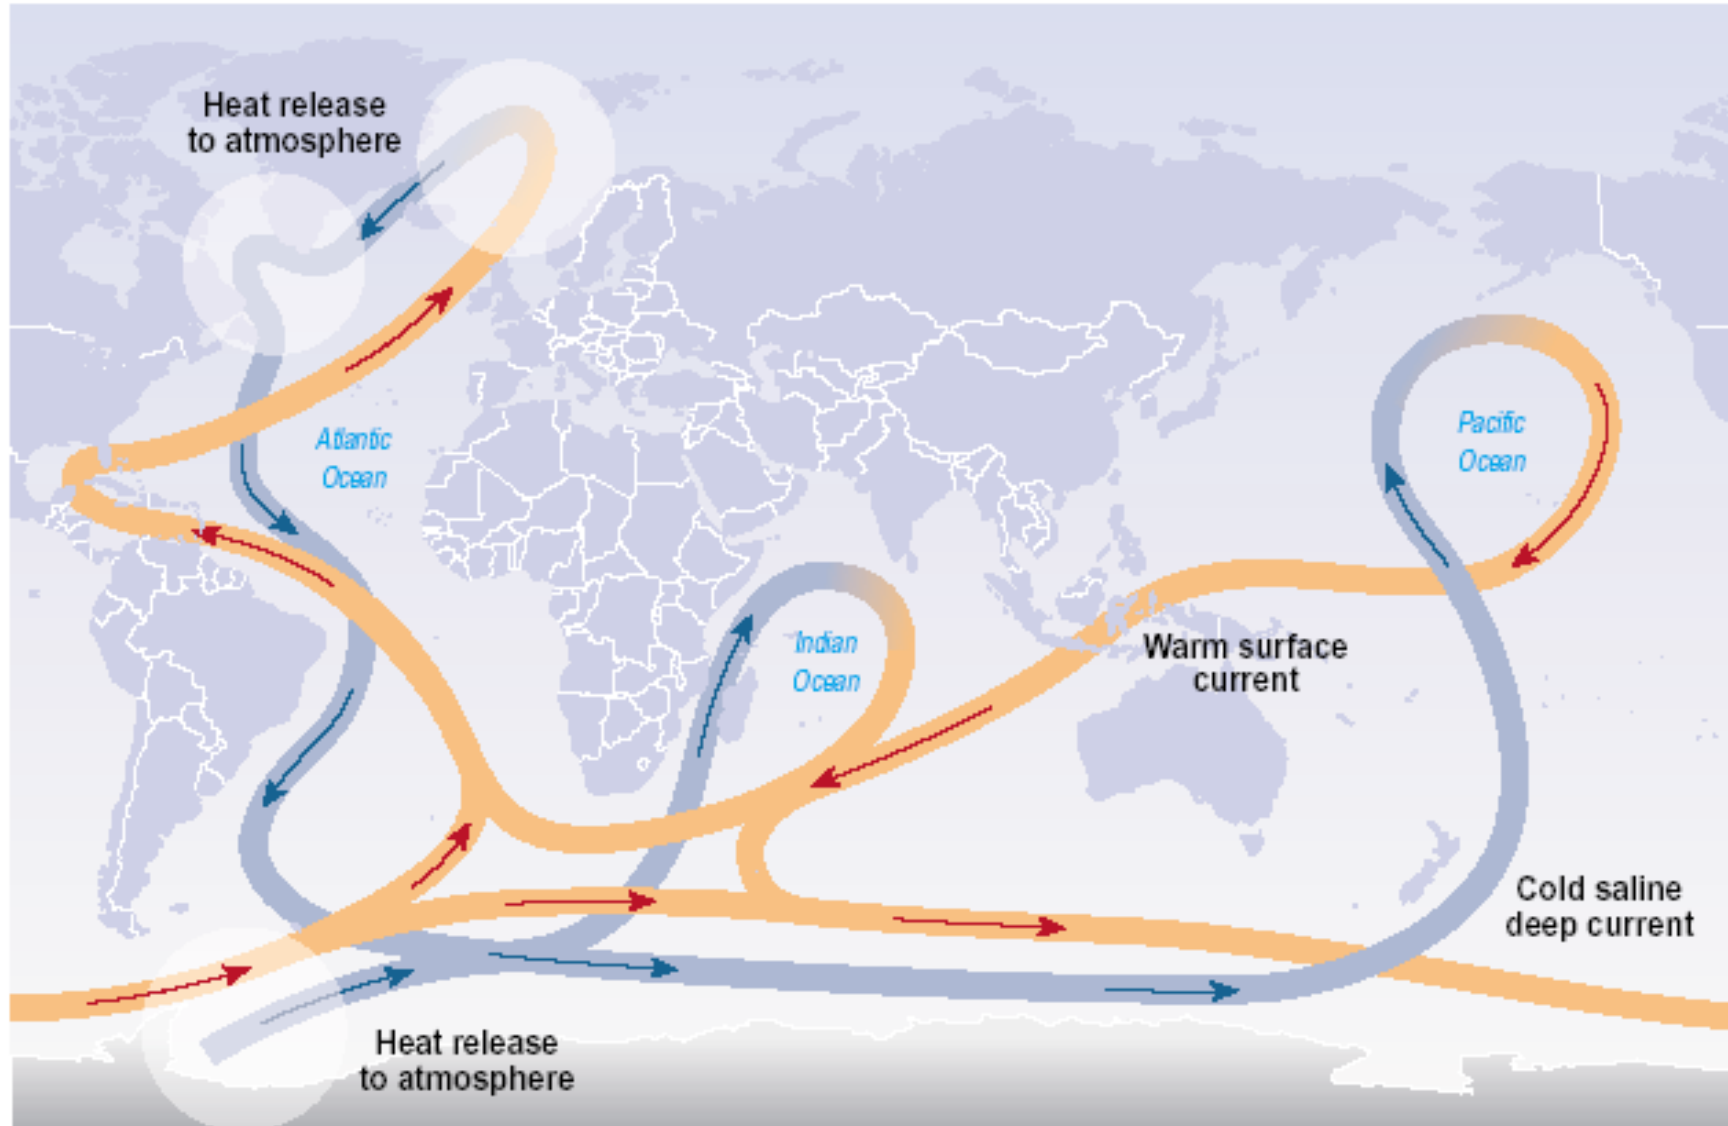 Heat release
to atmosphere
Atlantic
Ocean
Pacific
Ocean
Indian
Ocean
Warm surface
current
Cold saline
deep current
Heat release
to atmosphere